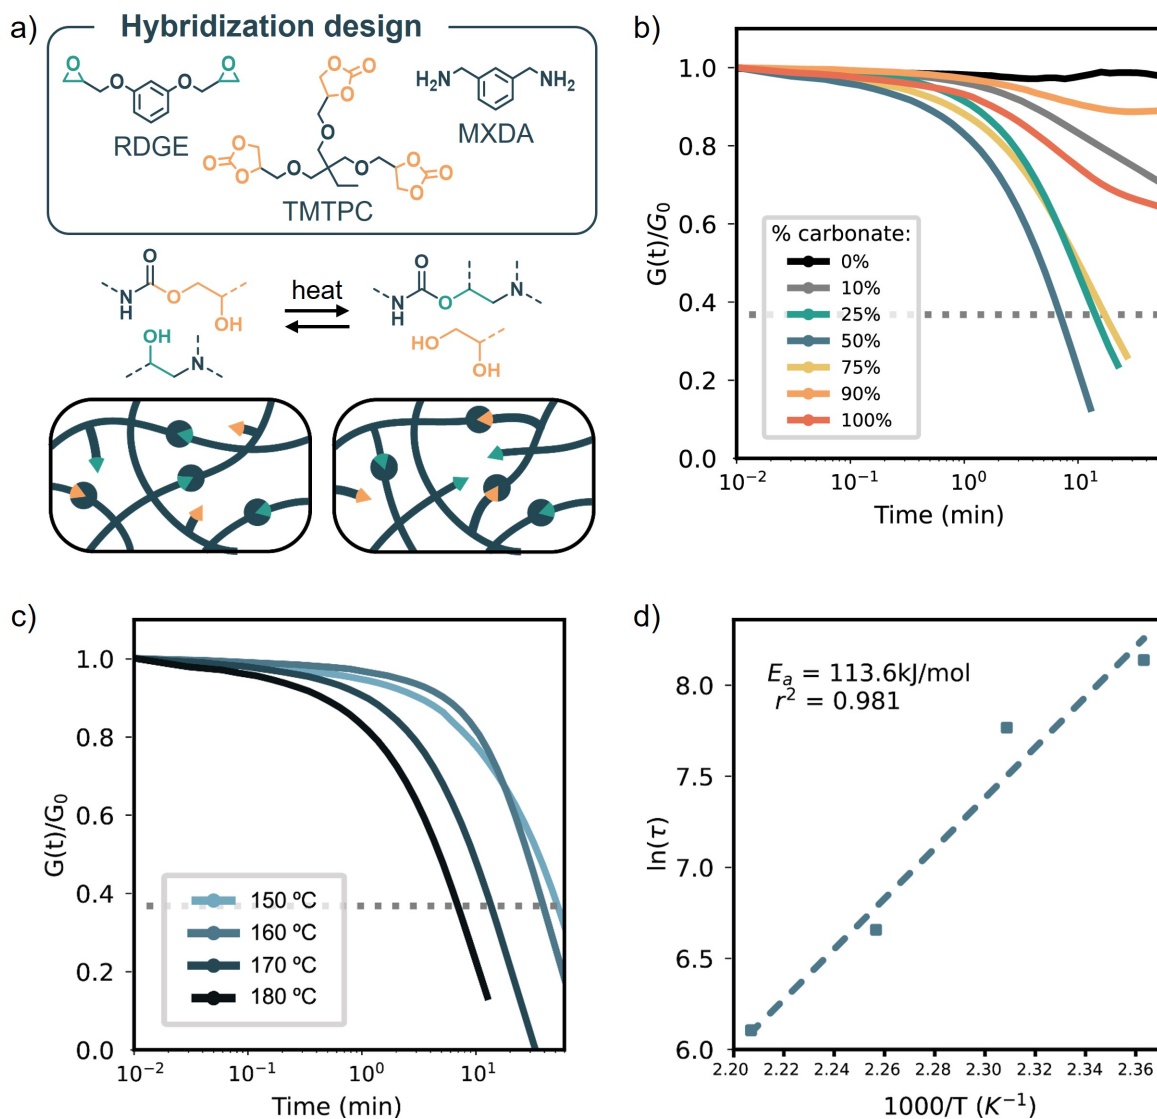 a)
Hybridization design
O
O
O
O
RDGE
O
O
O
O
O
O
O
O
O
O
O
O
TMTPC
H₂N
NH₂
MXDA
O
N
H
O
OH
OH
N
heat
O
N
H
O
N
HO
OH
b)
G(t)/G₀
1.0
0.8
0.6
0.4
0.2
0.0
% carbonate:
0%
10%
25%
50%
75%
90%
100%
10⁻² 10⁻¹ 10⁰ 10¹
Time (min)
c)
G(t)/G₀
1.0
0.8
0.6
0.4
0.2
0.0
150 ºC
160 ºC
170 ºC
180 ºC
10⁻² 10⁻¹ 10⁰ 10¹
Time (min)
d)
ln(τ)
Eₐ = 113.6kJ/mol
r² = 0.981
8.0
7.5
7.0
6.5
6.0
2.20 2.22 2.24 2.26 2.28 2.30 2.32 2.34 2.36
1000/T (K⁻¹)